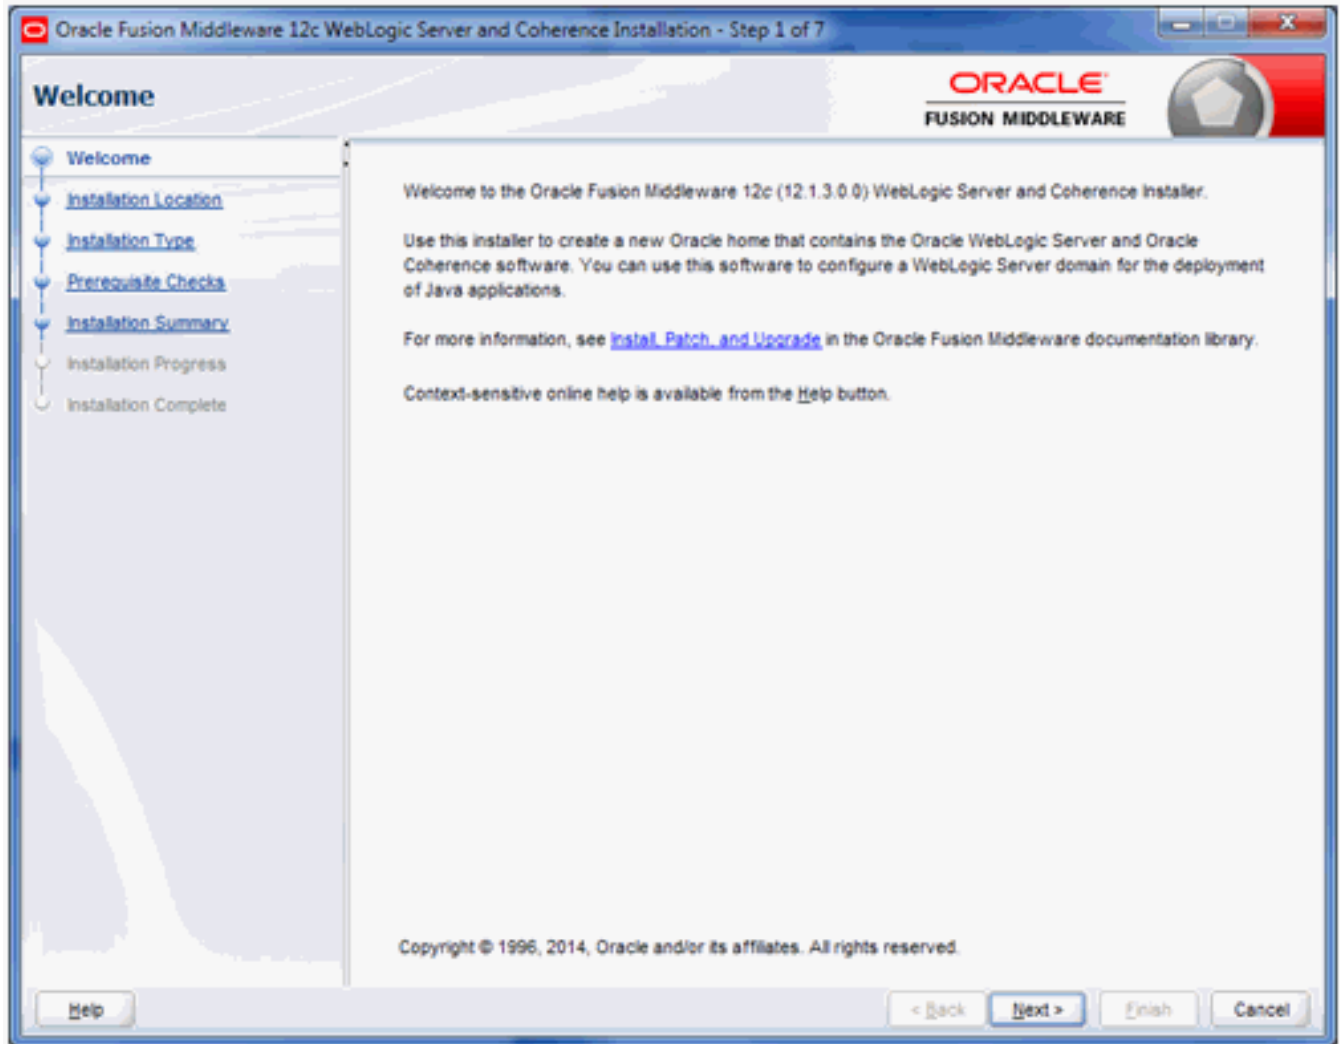 Oracle Fusion Middleware 12c WebLogic Server and Coherence Installation - Step 1 of 7
Welcome
ORACLE
FUSION MIDDLEWARE
Welcome
Installation Location
Installation Type
Prerequisite Checks
Installation Summary
Installation Progress
Installation Complete
Welcome to the Oracle Fusion Middleware 12c (12.1.3.0.0) WebLogic Server and Coherence Installer.
Use this installer to create a new Oracle home that contains the Oracle WebLogic Server and Oracle
Coherence software. You can use this software to configure a WebLogic Server domain for the deployment
of Java applications.
For more information, see Install, Patch, and Upgrade in the Oracle Fusion Middleware documentation library.
Context-sensitive online help is available from the Help button.
Copyright © 1996, 2014, Oracle and/or its affiliates. All rights reserved.
Help
< Back
Next >
Finish
Cancel